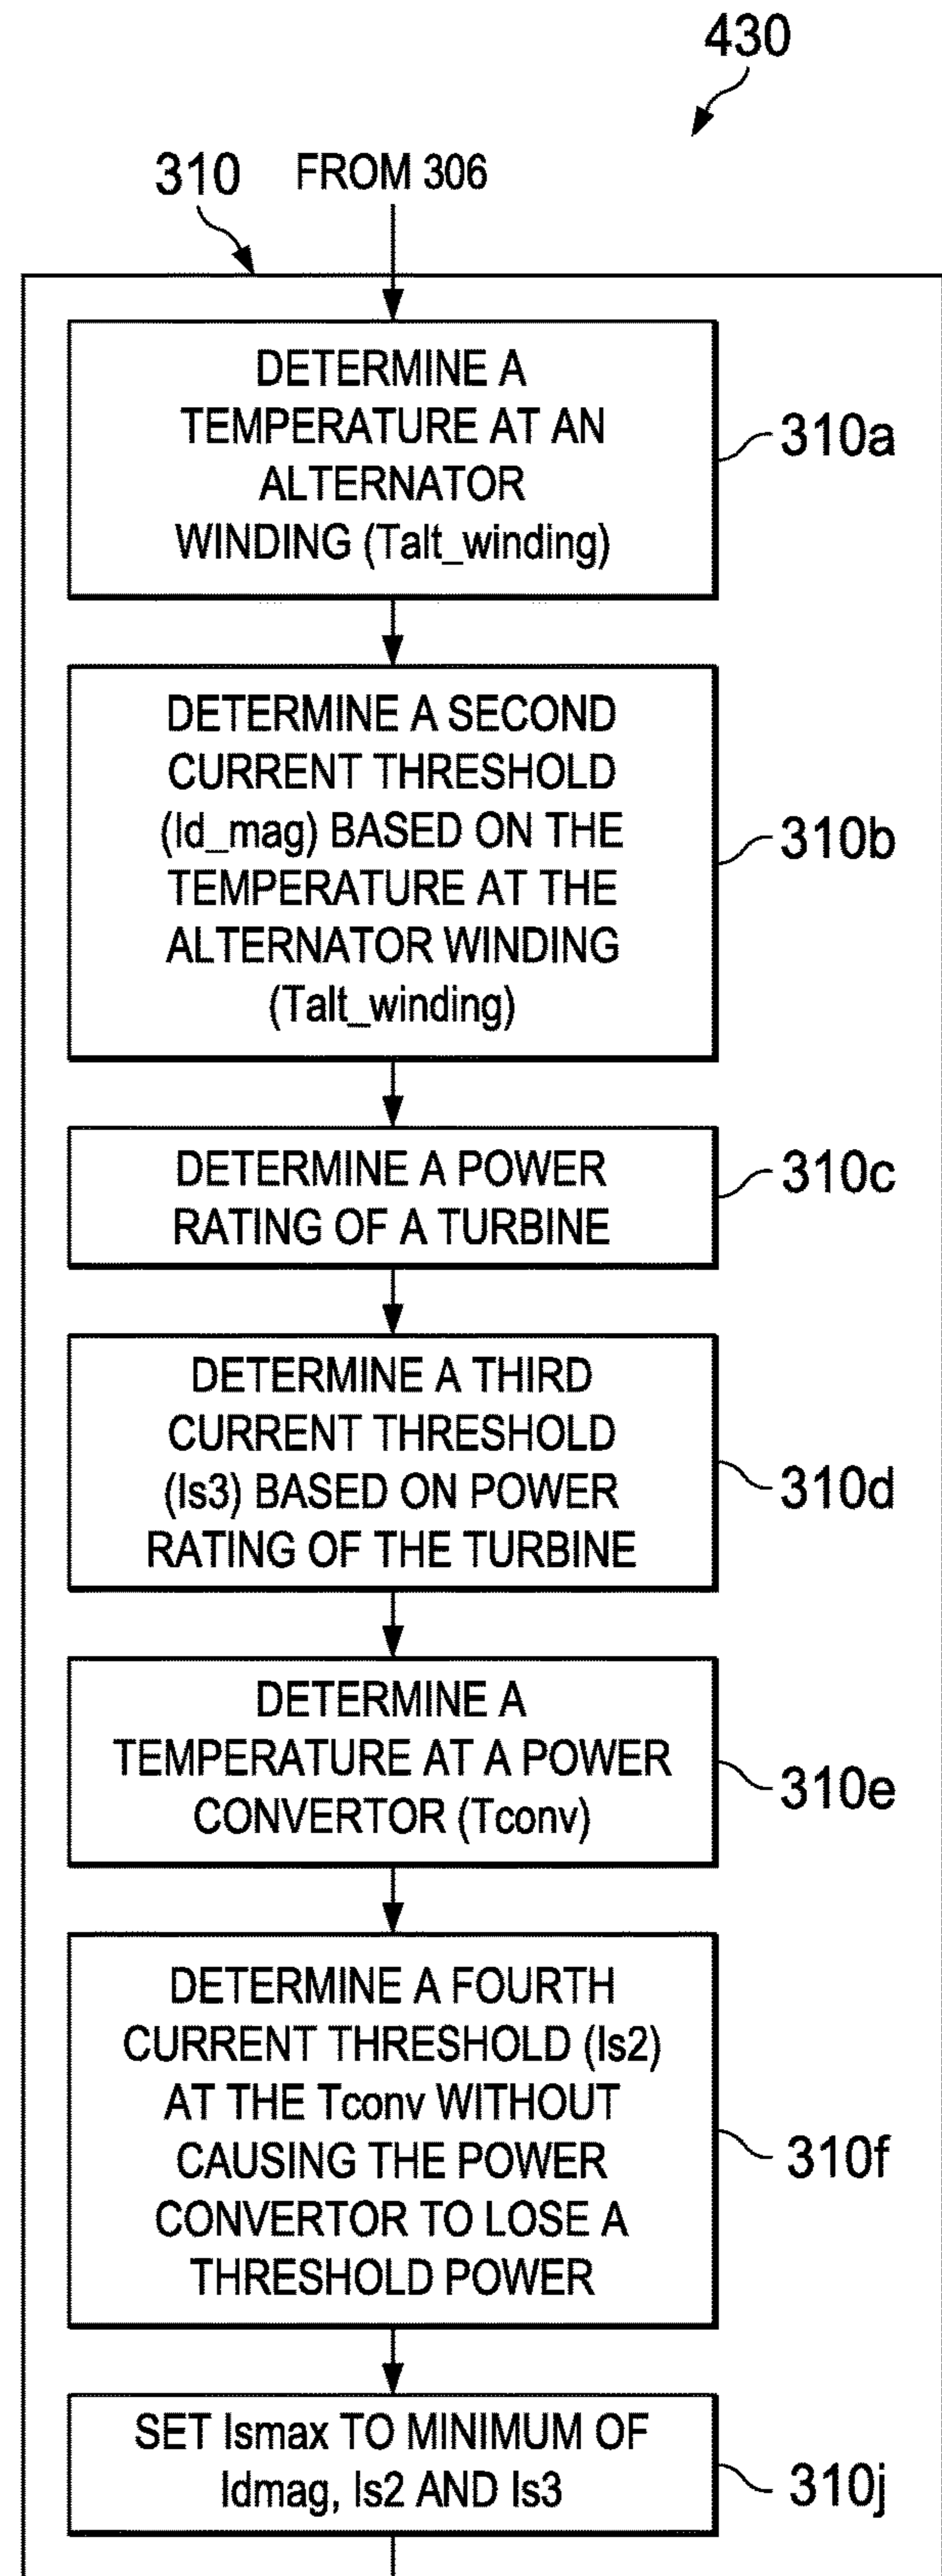 430
310 FROM 306
DETERMINE A
TEMPERATURE AT AN
ALTERNATOR
WINDING (Talt_winding)
310a
DETERMINE A SECOND
CURRENT THRESHOLD
(Id_mag) BASED ON THE
TEMPERATURE AT THE
ALTERNATOR WINDING
(Talt_winding)
310b
DETERMINE A POWER
RATING OF A TURBINE
310c
DETERMINE A THIRD
CURRENT THRESHOLD
(Is3) BASED ON POWER
RATING OF THE TURBINE
310d
DETERMINE A
TEMPERATURE AT A POWER
CONVERTOR (Tconv)
310e
DETERMINE A FOURTH
CURRENT THRESHOLD (Is2)
AT THE Tconv WITHOUT
CAUSING THE POWER
CONVERTOR TO LOSE A
THRESHOLD POWER
310f
SET Ismax TO MINIMUM OF
Idmag, Is2 AND Is3
310j